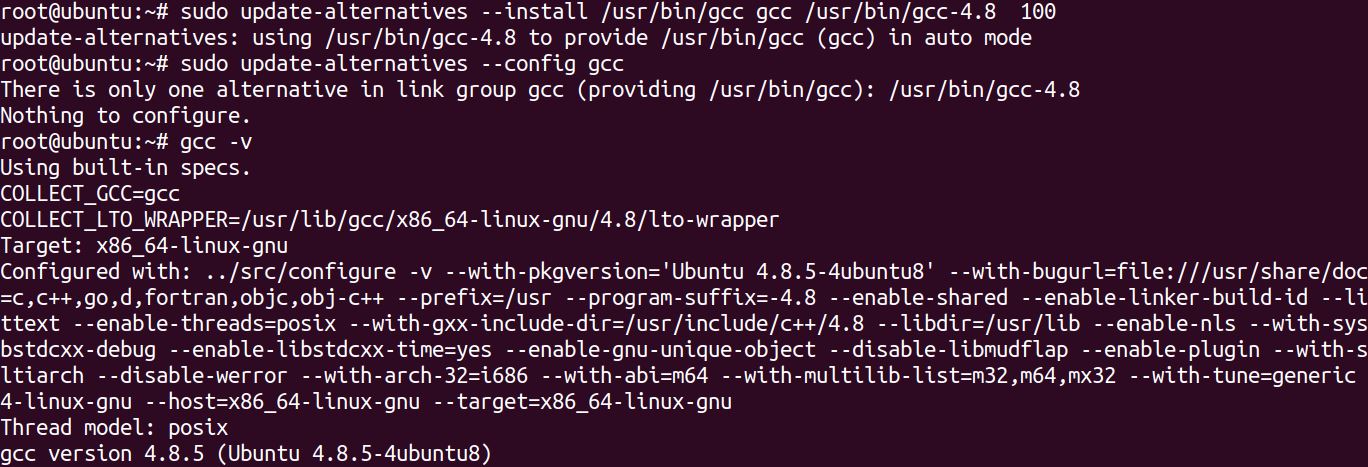 root@ubuntu:~# sudo update-alternatives --install /usr/bin/gcc gcc /usr/bin/gcc-4.8  100
update-alternatives: using /usr/bin/gcc-4.8 to provide /usr/bin/gcc (gcc) in auto mode
root@ubuntu:~# sudo update-alternatives --config gcc
There is only one alternative in link group gcc (providing /usr/bin/gcc): /usr/bin/gcc-4.8
Nothing to configure.
root@ubuntu:~# gcc -v
Using built-in specs.
COLLECT_GCC=gcc
COLLECT_LTO_WRAPPER=/usr/lib/gcc/x86_64-linux-gnu/4.8/lto-wrapper
Target: x86_64-linux-gnu
Configured with: ../src/configure -v --with-pkgversion='Ubuntu 4.8.5-4ubuntu8' --with-bugurl=file:///usr/share/doc
=c,c++,go,d,fortran,objc,obj-c++ --prefix=/usr --program-suffix=-4.8 --enable-shared --enable-linker-build-id --li
ttext --enable-threads=posix --with-gxx-include-dir=/usr/include/c++/4.8 --libdir=/usr/lib --enable-nls --with-sys
bstdcxx-debug --enable-libstdcxx-time=yes --enable-gnu-unique-object --disable-libmudflap --enable-plugin --with-s
ltiarch --disable-werror --with-arch-32=i686 --with-abi=m64 --with-multilib-list=m32,m64,mx32 --with-tune=generic
4-linux-gnu --host=x86_64-linux-gnu --target=x86_64-linux-gnu
Thread model: posix
gcc version 4.8.5 (Ubuntu 4.8.5-4ubuntu8)